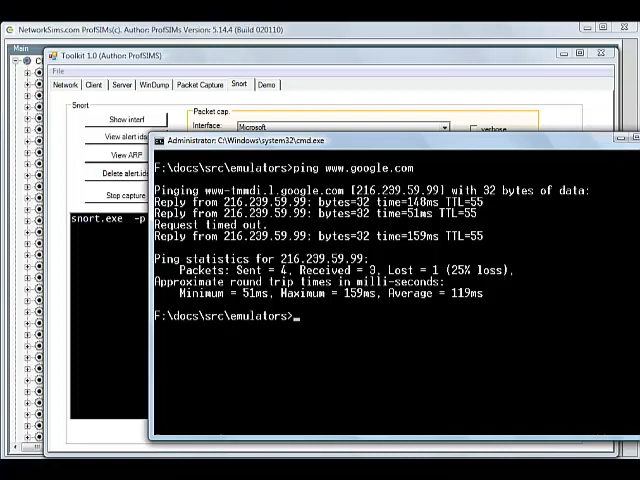 NetworkSims.com ProfSIMs(c). Author: ProfSIMs Version: 5.14.4 (Build 020110)
Main
Toolkit 1.0 (Author: ProfSIMS)
File
Network Client Server WinDump Packet Capture Snort Demo
Snort
Show interf
View alert.ids
View ARP
Delete alert.ids
Stop capture
Packet cap.
Interface: Microsoft verbose
snort.exe -p
Administrator: C:\Windows\system32\cmd.exe
F:\docs\src\emulators>ping www.google.com
Pinging www-tmmdi.l.google.com [216.239.59.99] with 32 bytes of data:
Reply from 216.239.59.99: bytes=32 time=148ms TTL=55
Reply from 216.239.59.99: bytes=32 time=51ms TTL=55
Request timed out.
Reply from 216.239.59.99: bytes=32 time=159ms TTL=55
Ping statistics for 216.239.59.99:
Packets: Sent = 4, Received = 3, Lost = 1 (25% loss),
Approximate round trip times in milli-seconds:
Minimum = 51ms, Maximum = 159ms, Average = 119ms
F:\docs\src\emulators>_